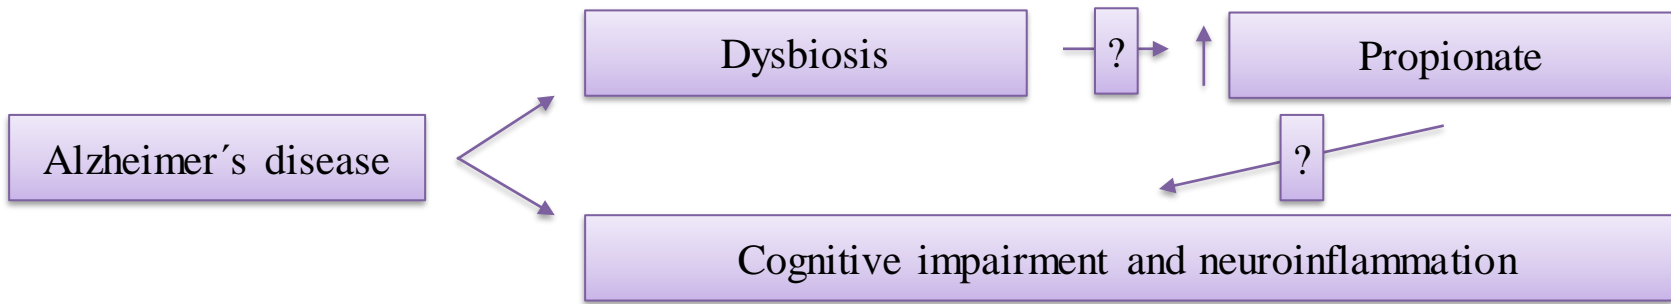 Dysbiosis
?
Propionate
Alzheimer´s disease
?
Cognitive impairment and neuroinflammation